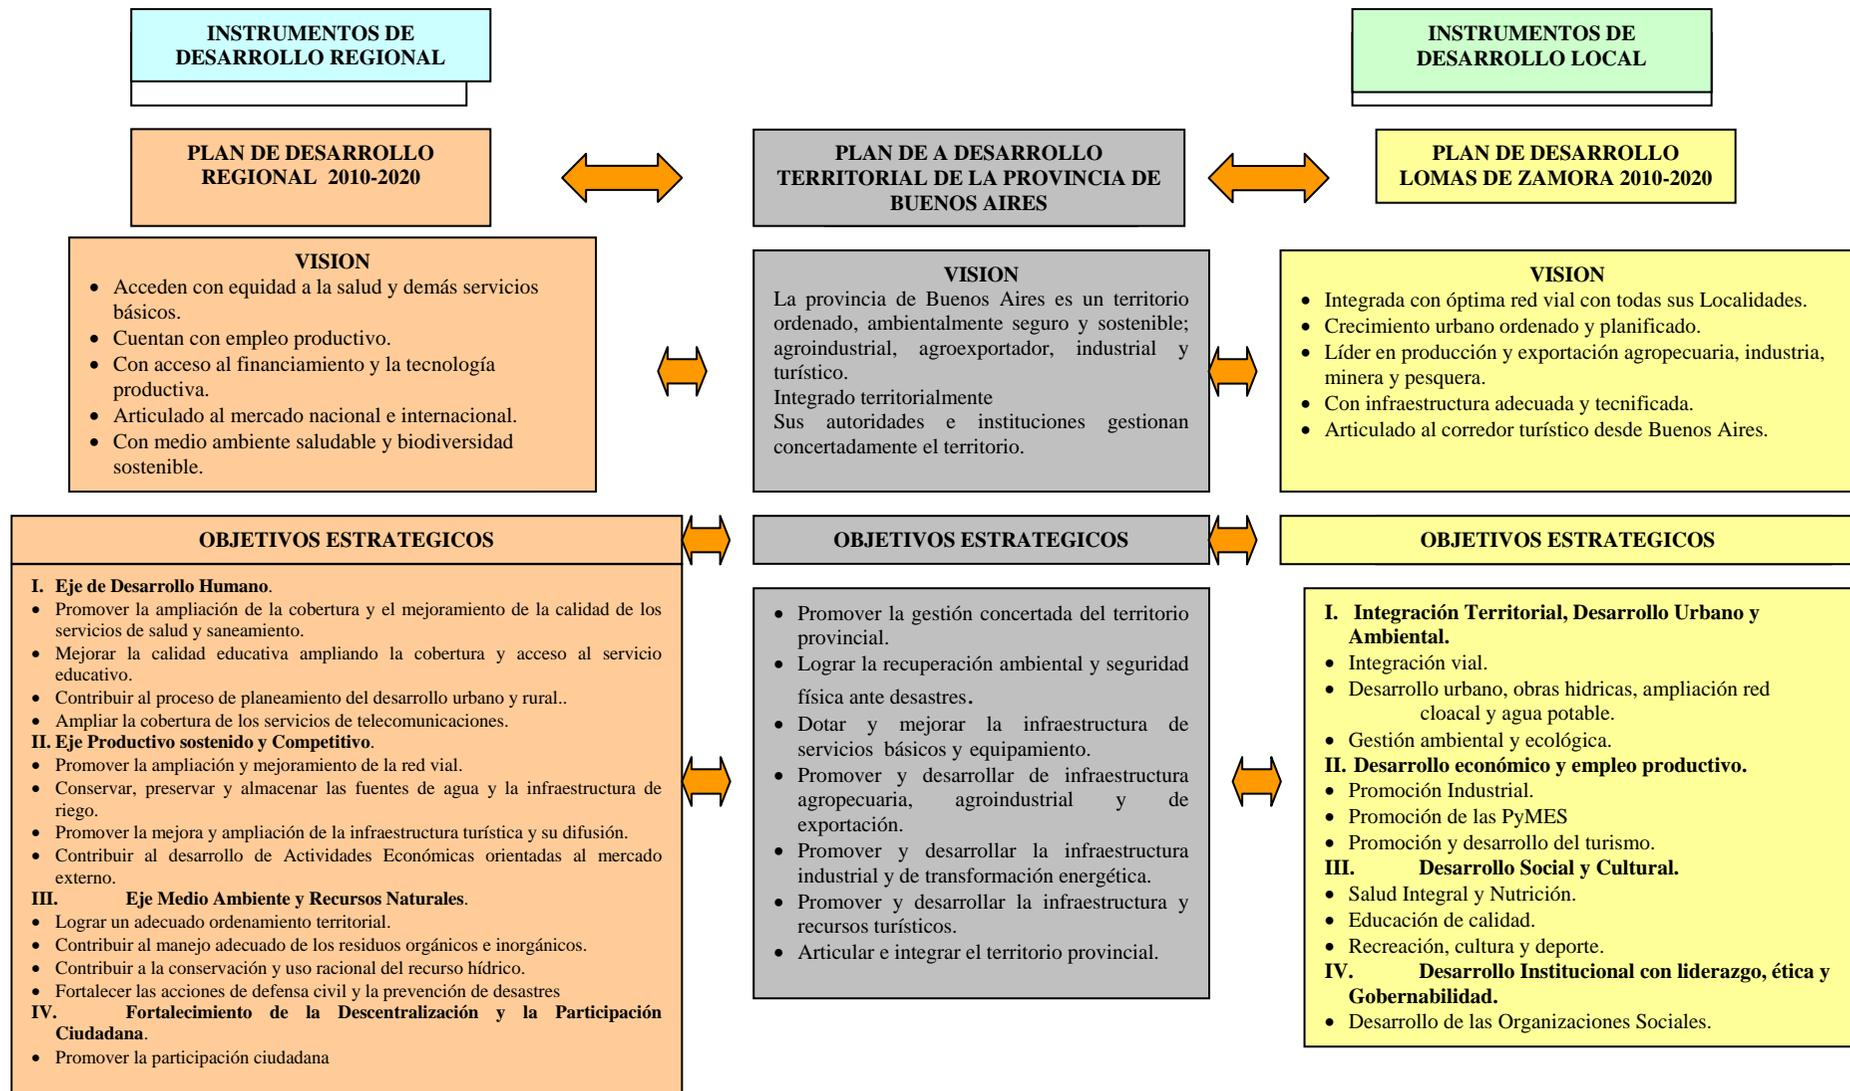 INSTRUMENTOS DE
DESARROLLO REGIONAL
INSTRUMENTOS DE
DESARROLLO LOCAL
PLAN DE DESARROLLO
REGIONAL 2010-2020
PLAN DE A DESARROLLO
TERRITORIAL DE LA PROVINCIA DE
BUENOS AIRES
PLAN DE DESARROLLO
LOMAS DE ZAMORA 2010-2020
VISION
• Acceden con equidad a la salud y demás servicios
básicos.
• Cuentan con empleo productivo.
• Con acceso al financiamiento y la tecnología
productiva.
• Articulado al mercado nacional e internacional.
• Con medio ambiente saludable y biodiversidad
sostenible.
VISION
La provincia de Buenos Aires es un territorio
ordenado, ambientalmente seguro y sostenible;
agroindustrial, agroexportador, industrial y
turístico.
Integrado territorialmente
Sus autoridades e instituciones gestionan
concertadamente el territorio.
VISION
• Integrada con óptima red vial con todas sus Localidades.
• Crecimiento urbano ordenado y planificado.
• Líder en producción y exportación agropecuaria, industria,
minera y pesquera.
• Con infraestructura adecuada y tecnificada.
• Articulado al corredor turístico desde Buenos Aires.
OBJETIVOS ESTRATEGICOS
OBJETIVOS ESTRATEGICOS
OBJETIVOS ESTRATEGICOS
I. Eje de Desarrollo Humano.
• Promover la ampliación de la cobertura y el mejoramiento de la calidad de los
servicios de salud y saneamiento.
• Mejorar la calidad educativa ampliando la cobertura y acceso al servicio
educativo.
• Contribuir al proceso de planeamiento del desarrollo urbano y rural..
• Ampliar la cobertura de los servicios de telecomunicaciones.
II. Eje Productivo sostenido y Competitivo.
• Promover la ampliación y mejoramiento de la red vial.
• Conservar, preservar y almacenar las fuentes de agua y la infraestructura de
riego.
• Promover la mejora y ampliación de la infraestructura turística y su difusión.
• Contribuir al desarrollo de Actividades Económicas orientadas al mercado
externo.
III. Eje Medio Ambiente y Recursos Naturales.
• Lograr un adecuado ordenamiento territorial.
• Contribuir al manejo adecuado de los residuos orgánicos e inorgánicos.
• Contribuir a la conservación y uso racional del recurso hídrico.
• Fortalecer las acciones de defensa civil y la prevención de desastres
IV. Fortalecimiento de la Descentralización y la Participación
Ciudadana.
• Promover la participación ciudadana
• Promover la gestión concertada del territorio
provincial.
• Lograr la recuperación ambiental y seguridad
física ante desastres.
• Dotar y mejorar la infraestructura de
servicios básicos y equipamiento.
• Promover y desarrollar de infraestructura
agropecuaria, agroindustrial y de
exportación.
• Promover y desarrollar la infraestructura
industrial y de transformación energética.
• Promover y desarrollar la infraestructura y
recursos turísticos.
• Articular e integrar el territorio provincial.
I. Integración Territorial, Desarrollo Urbano y
Ambiental.
• Integración vial.
• Desarrollo urbano, obras hidricas, ampliación red
cloacal y agua potable.
• Gestión ambiental y ecológica.
II. Desarrollo económico y empleo productivo.
• Promoción Industrial.
• Promoción de las PyMES
• Promoción y desarrollo del turismo.
III. Desarrollo Social y Cultural.
• Salud Integral y Nutrición.
• Educación de calidad.
• Recreación, cultura y deporte.
IV. Desarrollo Institucional con liderazgo, ética y
Gobernabilidad.
• Desarrollo de las Organizaciones Sociales.